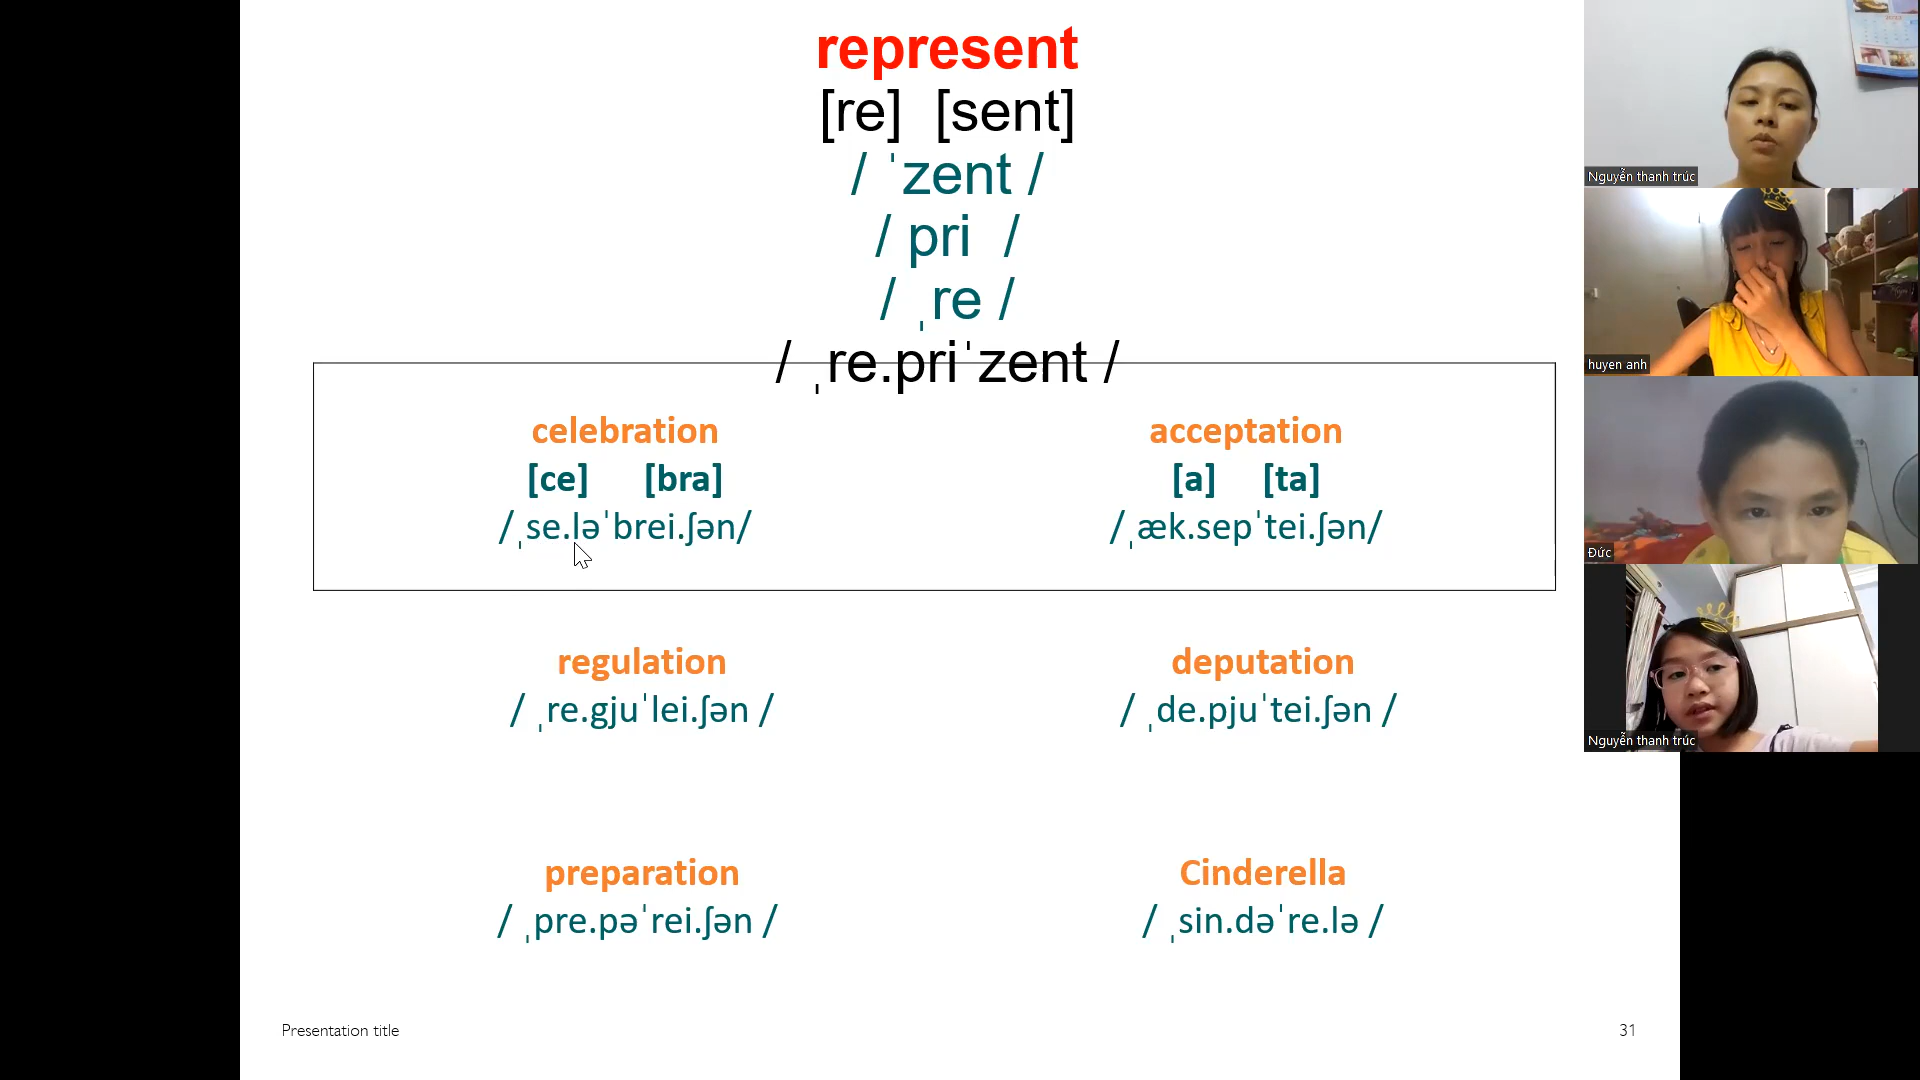 represent
[re] [sent]
/ ˈzent /
/ pri /
/ ˌre /
/ ˌre.priˈzent /
celebration acceptation
[ce] [bra] [a] [ta]
/ˌse.ləˈbrei.ʃən/ /ˌæk.sepˈtei.ʃən/
regulation deputation
/ ˌre.gjuˈlei.ʃən / / ˌde.pjuˈtei.ʃən /
preparation Cinderella
/ ˌpre.pəˈrei.ʃən / / ˌsin.dəˈre.lə /
Presentation title 31
Nguyễn thanh trúc
huyen anh
Đức
Nguyễn thanh trúc